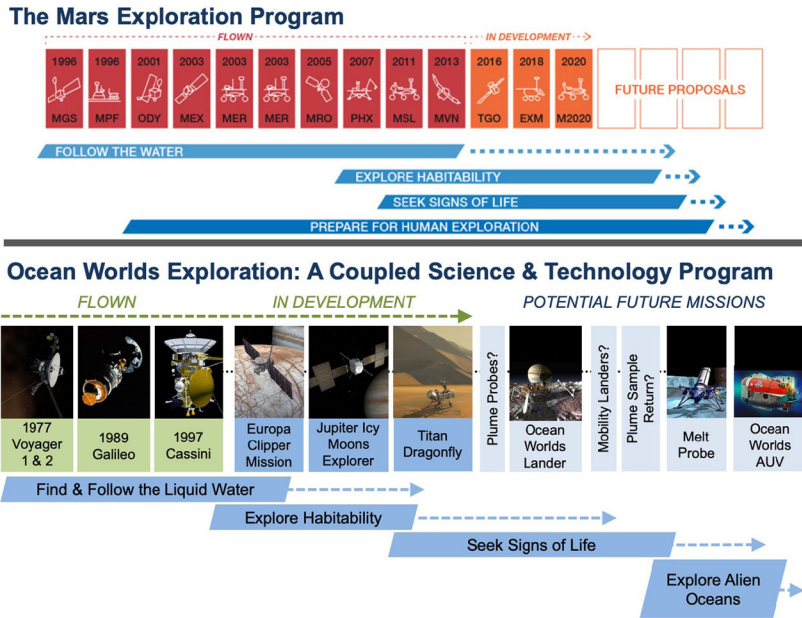 The Mars Exploration Program
FLOWN
IN DEVELOPMENT
1996
MGS
1996
MPF
2001
ODY
2003
MEX
2003
MER
2003
MER
2005
MRO
2007
PHX
2011
MSL
2013
MVN
2016
TGO
2018
EXM
2020
M2020
FUTURE PROPOSALS
FOLLOW THE WATER
EXPLORE HABITABILITY
SEEK SIGNS OF LIFE
PREPARE FOR HUMAN EXPLORATION
Ocean Worlds Exploration: A Coupled Science & Technology Program
FLOWN
IN DEVELOPMENT
POTENTIAL FUTURE MISSIONS
1977
Voyager
1 & 2
1989
Galileo
1997
Cassini
Europa
Clipper
Mission
Jupiter Icy
Moons
Explorer
Titan
Dragonfly
Plume Probes?
Ocean
Worlds
Lander
Mobility Landers?
Plume Sample
Return?
Melt
Probe
Ocean
Worlds
AUV
Find & Follow the Liquid Water
Explore Habitability
Seek Signs of Life
Explore Alien
Oceans